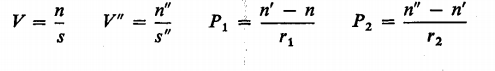 V = n/s   V″ = n″/s″   P₁ = (n′ − n)/r₁   P₂ = (n″ − n′)/r₂